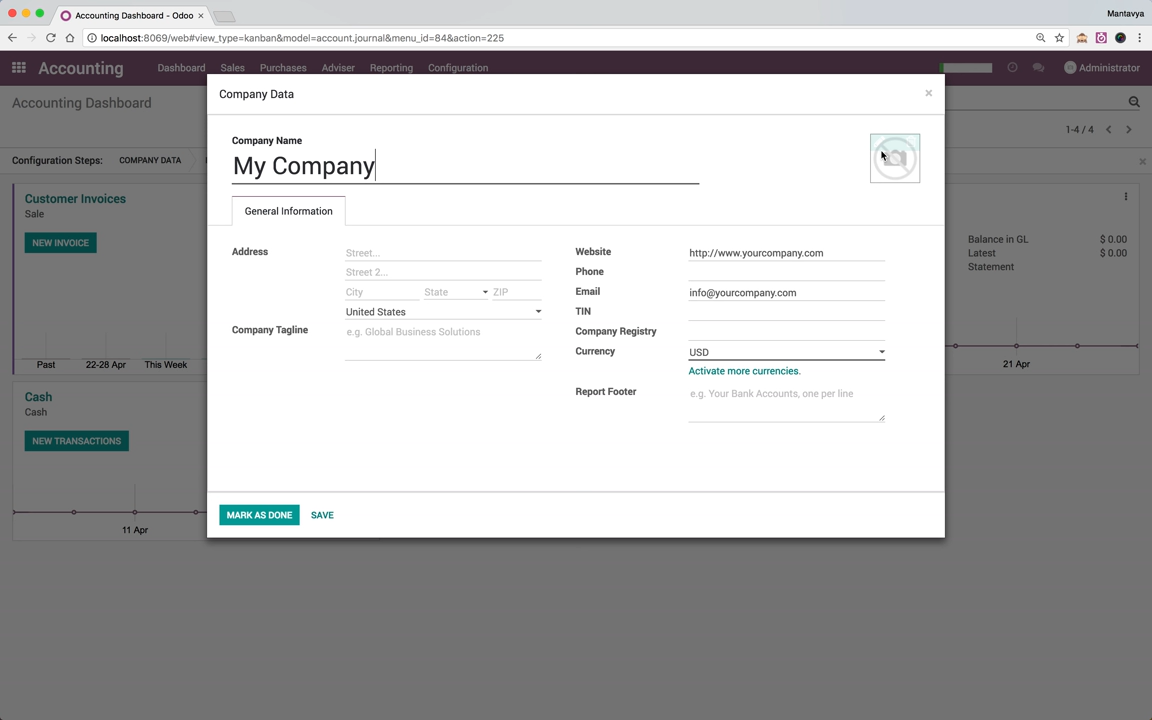 Accounting Dashboard - Odoo
Mantavya
localhost:8069/web#view_type=kanban&model=account.journal&menu_id=84&action=225
Accounting
Dashboard Sales Purchases Adviser Reporting Configuration
Administrator
Accounting Dashboard
1-4 / 4
Configuration Steps: COMPANY DATA
Customer Invoices
Sale
NEW INVOICE
Past 22-28 Apr This Week
Balance in GL $ 0.00
Latest $ 0.00
Statement
21 Apr
Cash
Cash
NEW TRANSACTIONS
11 Apr
Company Data
Company Name
My Company
General Information
Address
Street...
Street 2...
City State ZIP
United States
Company Tagline
e.g. Global Business Solutions
Website http://www.yourcompany.com
Phone
Email info@yourcompany.com
TIN
Company Registry
Currency USD
Activate more currencies.
Report Footer e.g. Your Bank Accounts, one per line
MARK AS DONE SAVE